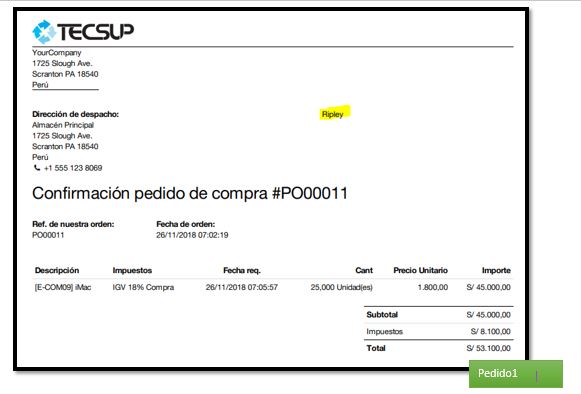 TECSUP
YourCompany
1725 Slough Ave.
Scranton PA 18540
Perú
Dirección de despacho:
Ripley
Almacén Principal
1725 Slough Ave.
Scranton PA 18540
Perú
+1 555 123 8069
Confirmación pedido de compra #PO00011
Ref. de nuestra orden: Fecha de orden:
PO00011 26/11/2018 07:02:19
Descripción Impuestos Fecha req. Cant Precio Unitario Importe
[E-COM09] iMac IGV 18% Compra 26/11/2018 07:05:57 25,000 Unidad(es) 1.800,00 S/ 45.000,00
Subtotal S/ 45.000,00
Impuestos S/ 8.100,00
Total S/ 53.100,00
Pedido1